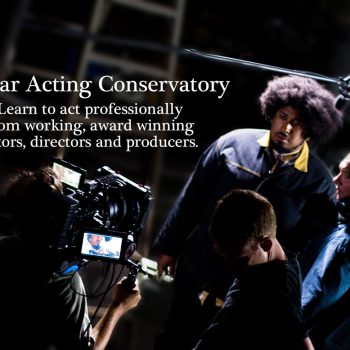 ar Acting Conservatory
Learn to act professionally
om working, award winning
tors, directors and producers.